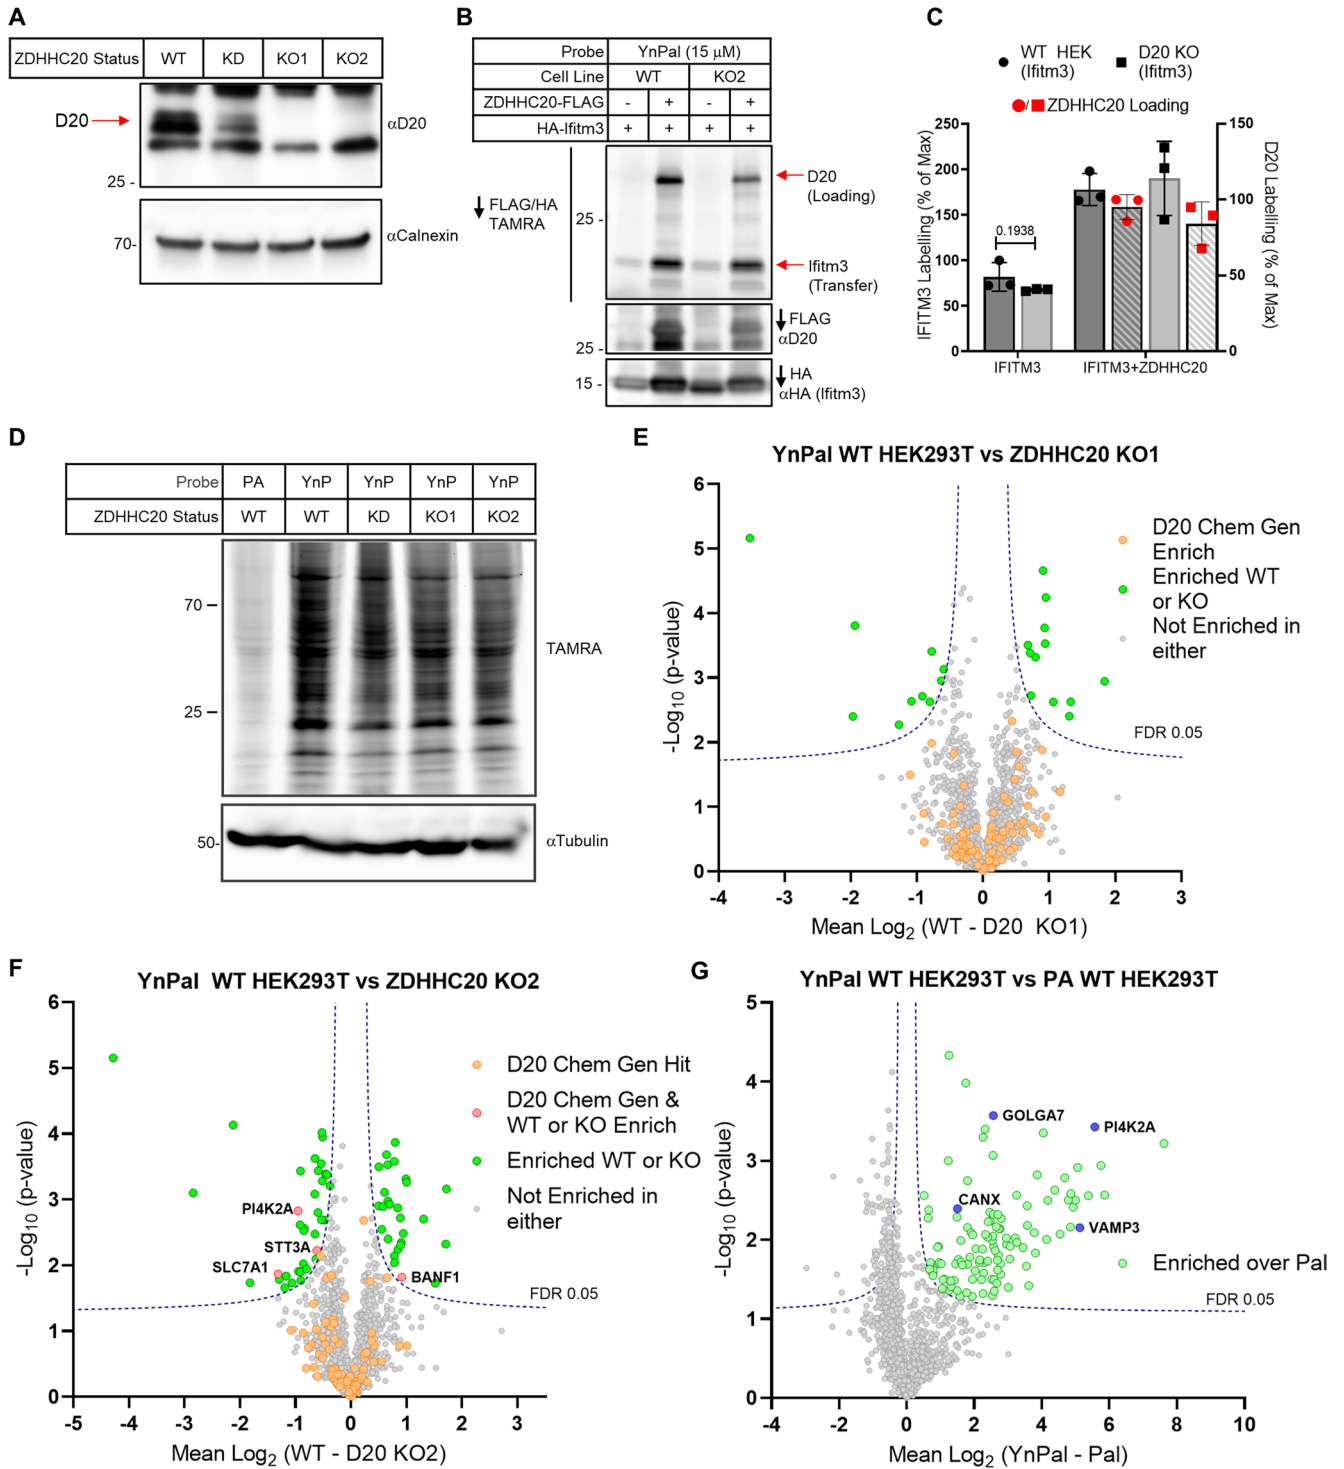 A
ZDHHC20 Status WT KD KO1 KO2
D20
αD20
25 -
70-
αCalnexin
B
Probe YnPal (15 µM)
Cell Line WT KO2
ZDHHC20-FLAG - + - +
HA-Ifitm3 + + + +
FLAG/HA
TAMRA
D20
(Loading)
25 -
Ifitm3
(Transfer)
FLAG
αD20
25 -
HA
15 -
αHA (Ifitm3)
C
WT HEK
(Ifitm3)
D20 KO
(Ifitm3)
/ ZDHHC20 Loading
IFITM3 Labelling (% of Max)
250
200
150
100
50
0
0.1938
150
100
50
0
D20 Labelling (% of Max)
IFITM3 IFITM3+ZDHHC20
D
Probe PA YnP YnP YnP YnP
ZDHHC20 Status WT WT KD KO1 KO2
70
TAMRA
25
50-
αTubulin
E
YnPal WT HEK293T vs ZDHHC20 KO1
-Log10 (p-value)
6
5
4
3
2
1
0
D20 Chem Gen
Enrich
Enriched WT
or KO
Not Enriched in
either
FDR 0.05
-4 -3 -2 -1 0 1 2 3
Mean Log2 (WT - D20 KO1)
F
YnPal WT HEK293T vs ZDHHC20 KO2
-Log10 (p-value)
6
5
4
3
2
1
0
D20 Chem Gen Hit
D20 Chem Gen &
WT or KO Enrich
Enriched WT or KO
Not Enriched in
either
PI4K2A
STT3A
SLC7A1
BANF1
FDR 0.05
-5 -4 -3 -2 -1 0 1 2 3
Mean Log2 (WT - D20 KO2)
G
YnPal WT HEK293T vs PA WT HEK293T
-Log10 (p-value)
5
4
3
2
1
0
GOLGA7
PI4K2A
CANX
VAMP3
Enriched over Pal
FDR 0.05
-4 -2 0 2 4 6 8 10
Mean Log2 (YnPal - Pal)